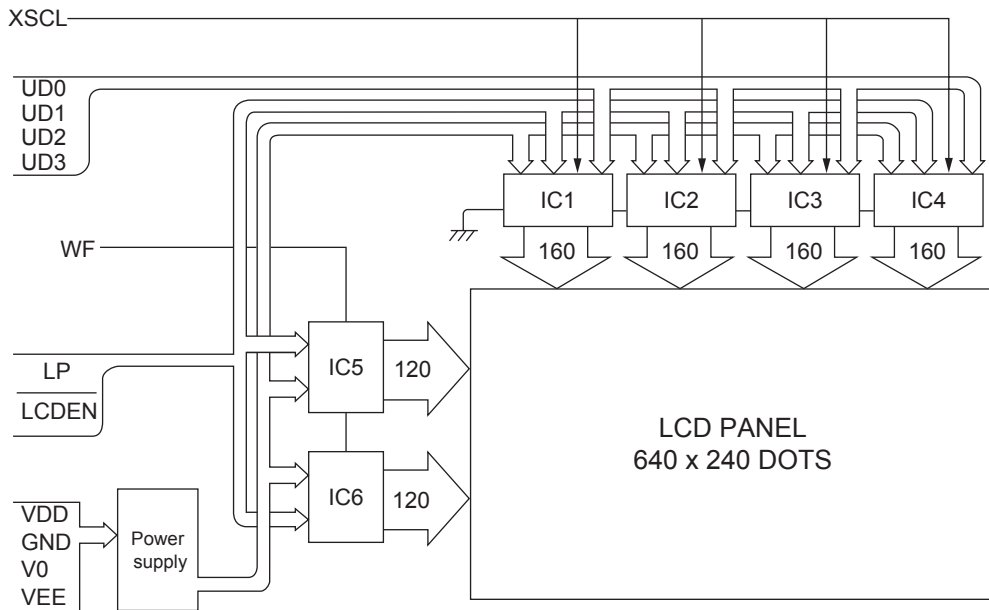 XSCL
UD0
UD1
UD2
UD3
IC1
IC2
IC3
IC4
160
160
160
160
WF
LP
LCDEN
IC5
120
IC6
120
LCD PANEL
640 x 240 DOTS
VDD
GND
V0
VEE
Power
supply